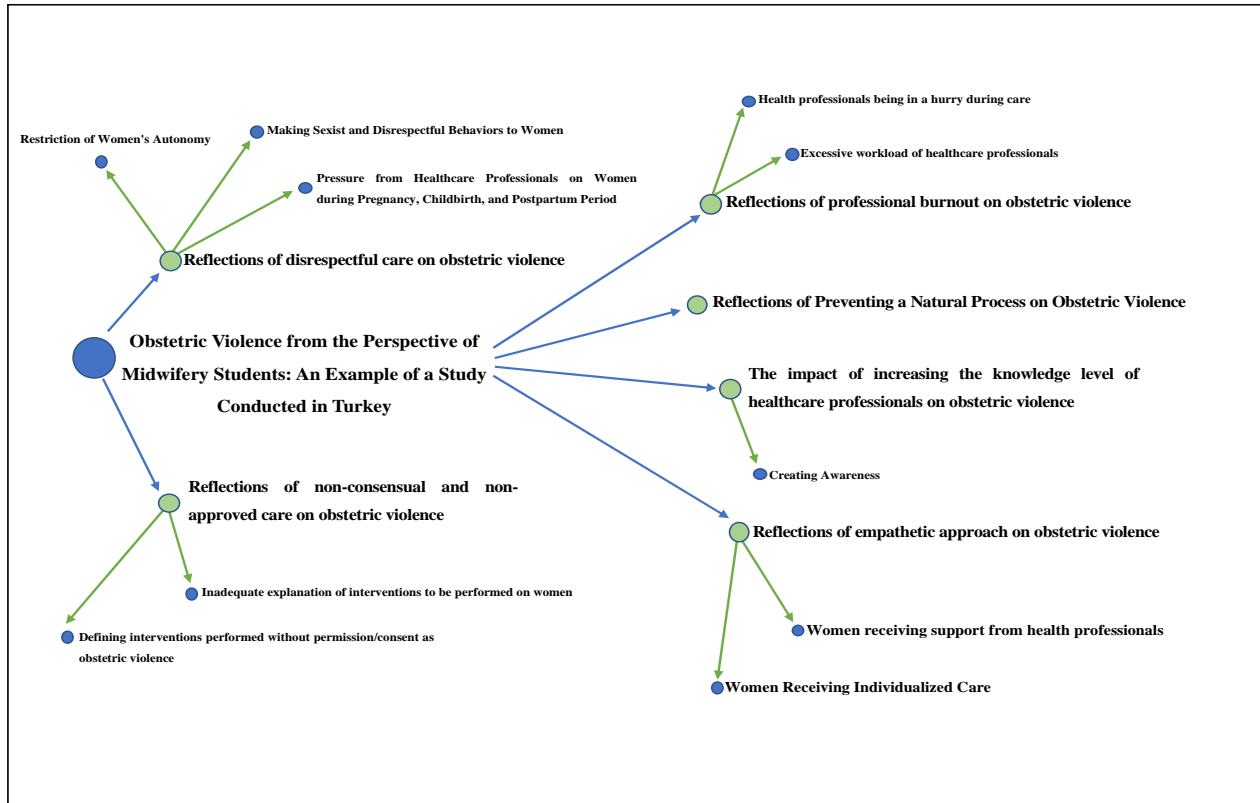 Restriction of Women's Autonomy
Making Sexist and Disrespectful Behaviors to Women
Pressure from Healthcare Professionals on Women
during Pregnancy, Childbirth, and Postpartum Period
Reflections of disrespectful care on obstetric violence
Obstetric Violence from the Perspective of
Midwifery Students: An Example of a Study
Conducted in Turkey
Reflections of non-consensual and non-
approved care on obstetric violence
Inadequate explanation of interventions to be performed on women
Defining interventions performed without permission/consent as
obstetric violence
Health professionals being in a hurry during care
Excessive workload of healthcare professionals
Reflections of professional burnout on obstetric violence
Reflections of Preventing a Natural Process on Obstetric Violence
The impact of increasing the knowledge level of
healthcare professionals on obstetric violence
Creating Awareness
Reflections of empathetic approach on obstetric violence
Women receiving support from health professionals
Women Receiving Individualized Care